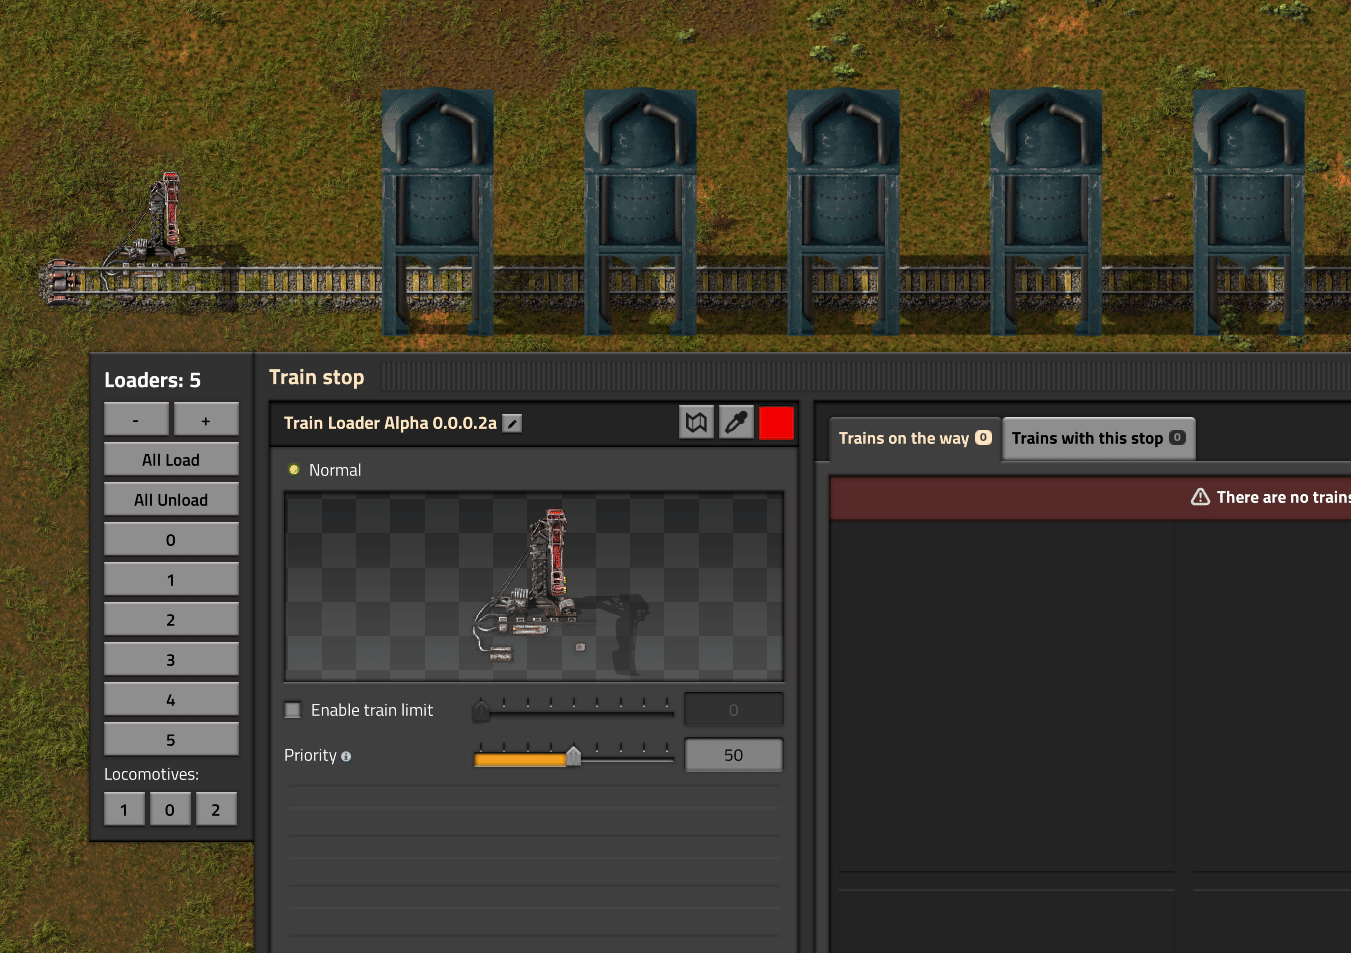 Loaders: 5
-
+
All Load
All Unload
0
1
2
3
4
5
Locomotives:
1 0 2
Train stop
Train Loader Alpha 0.0.0.2a
Normal
Enable train limit
0
Priority
50
Trains on the way 0
Trains with this stop 0
There are no trains